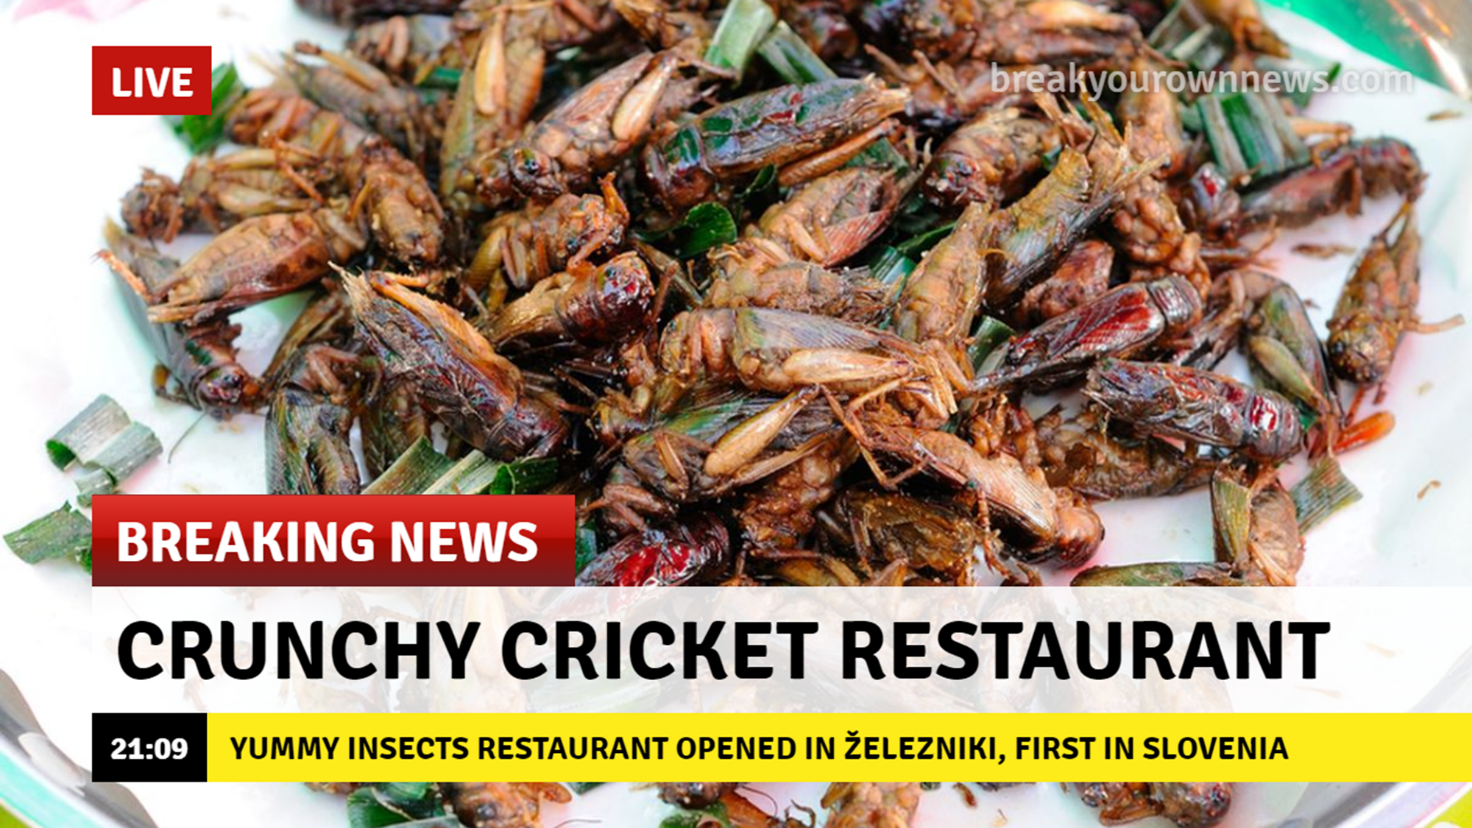 LIVE
breakyourownnews.com
BREAKING NEWS
CRUNCHY CRICKET RESTAURANT
21:09 YUMMY INSECTS RESTAURANT OPENED IN ŽELEZNIKI, FIRST IN SLOVENIA